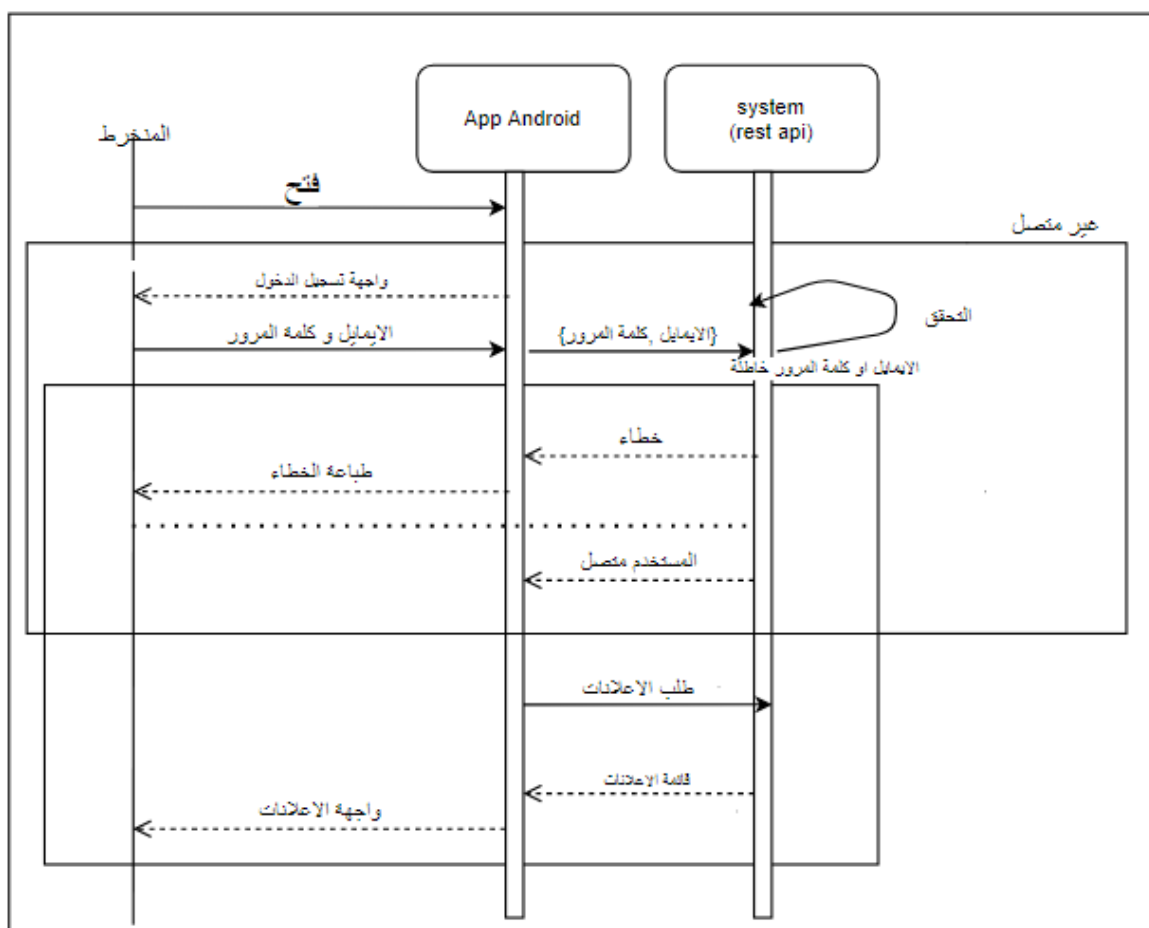 App Android
system
(rest api)
المنخرط
فتح
غير متصل
واجهة تسجيل الدخول
التحقق
الايمايل و كلمة المرور
{الايمايل ,كلمة المرور}
الايمايل او كلمة المرور خاطئة
خطاء
طباعة الخطاء
المستخدم متصل
طلب الاعلانات
قائمة الاعلانات
واجهة الاعلانات